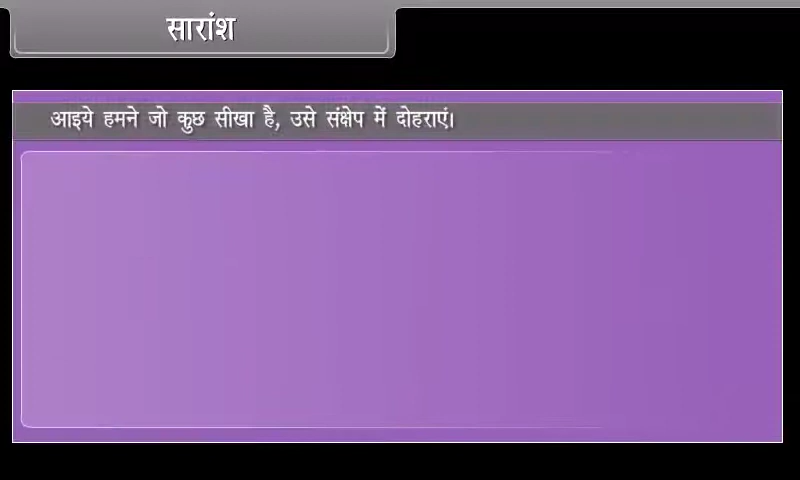 सारांश
आइये हमने जो कुछ सीखा है, उसे संक्षेप में दोहराएं।